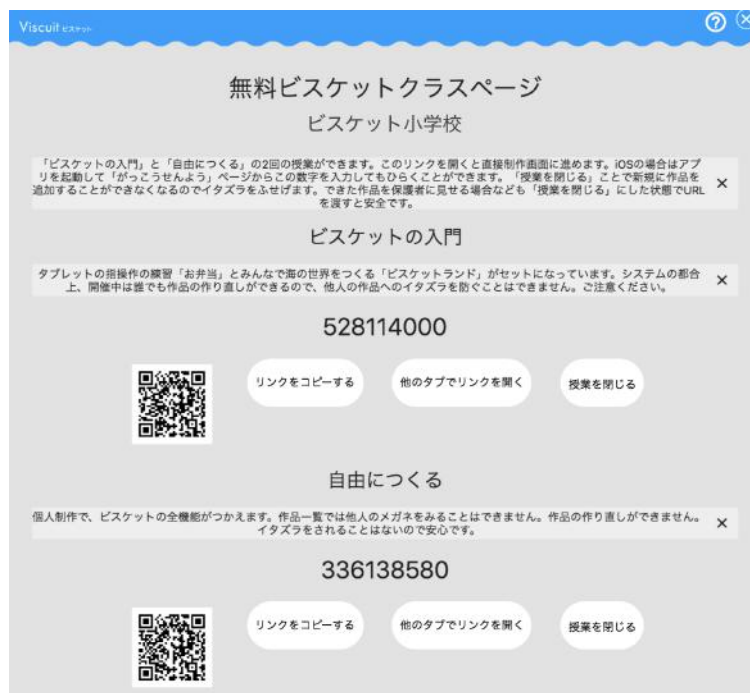 Viscuit ビスケット
無料ビスケットクラスページ
ビスケット小学校
「ビスケットの入門」と「自由につくる」の2回の授業ができます。このリンクを開くと直接制作画面に進めます。iOSの場合はアプ
リを起動して「がっこうせんよう」ページからこの数字を入力してもひらくことができます。「授業を閉じる」ことで新規に作品を
追加することができなくなるのでイタズラをふせげます。できた作品を保護者に見せる場合なども「授業を閉じる」にした状態でURL
を渡すと安全です。
ビスケットの入門
タブレットの指操作の練習「お弁当」とみんなで海の世界をつくる「ビスケットランド」がセットになっています。システムの都合
上、開催中は誰でも作品の作り直しができるので、他人の作品へのイタズラを防ぐことはできません。ご注意ください。
528114000
リンクをコピーする 他のタブでリンクを開く 授業を閉じる
自由につくる
個人制作で、ビスケットの全機能がつかえます。作品一覧では他人のメガネをみることはできません。作品の作り直しができません。
イタズラをされることはないので安心です。
336138580
リンクをコピーする 他のタブでリンクを開く 授業を閉じる